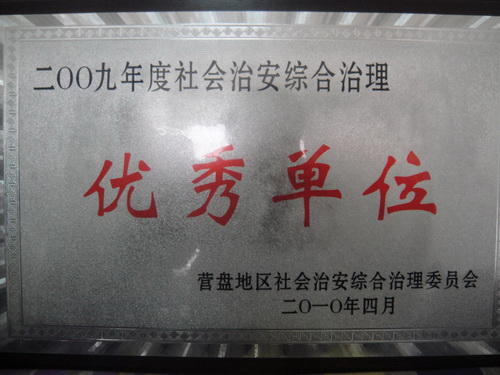 二OO九年度社会治安综合治理
优秀单位
营盘地区社会治安综合治理委员会
二O一O年四月